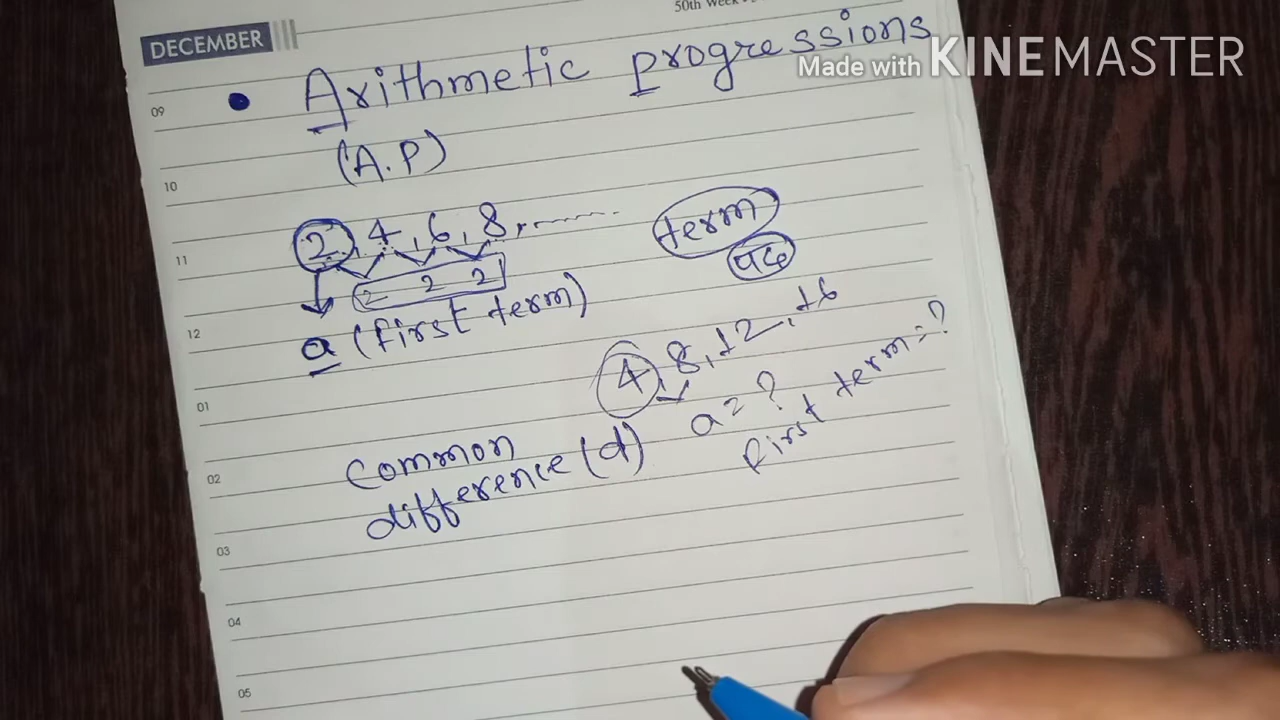 50th Week
DECEMBER
Made with KINEMASTER
• Arithmetic progressions
(A.P)
2, 4, 6, 8, ........
2 2 2
a (first term)
term
पद
4, 8, 12, 16
a = ?
first term = ?
Common
difference (d)
09
10
11
12
01
02
03
04
05